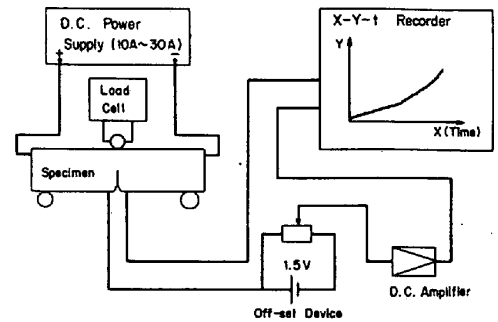 D.C. Power
Supply (10A~30A)
+ −
Load
Cell
Specimen
X-Y-t Recorder
Y
X(Time)
1.5V
Off-set Device
D.C. Amplifier